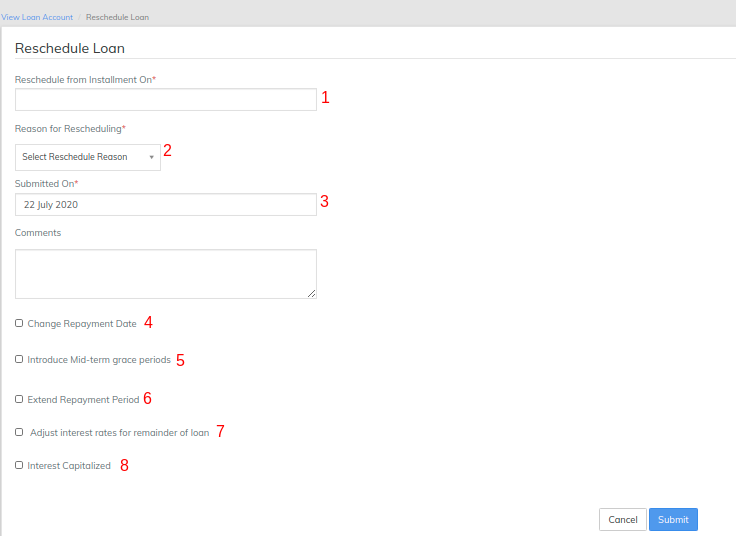 View Loan Account / Reschedule Loan
Reschedule Loan
Reschedule from Installment On*
1
Reason for Rescheduling*
Select Reschedule Reason
2
Submitted On*
22 July 2020
3
Comments
Change Repayment Date 4
Introduce Mid-term grace periods 5
Extend Repayment Period 6
Adjust interest rates for remainder of loan 7
Interest Capitalized 8
Cancel Submit